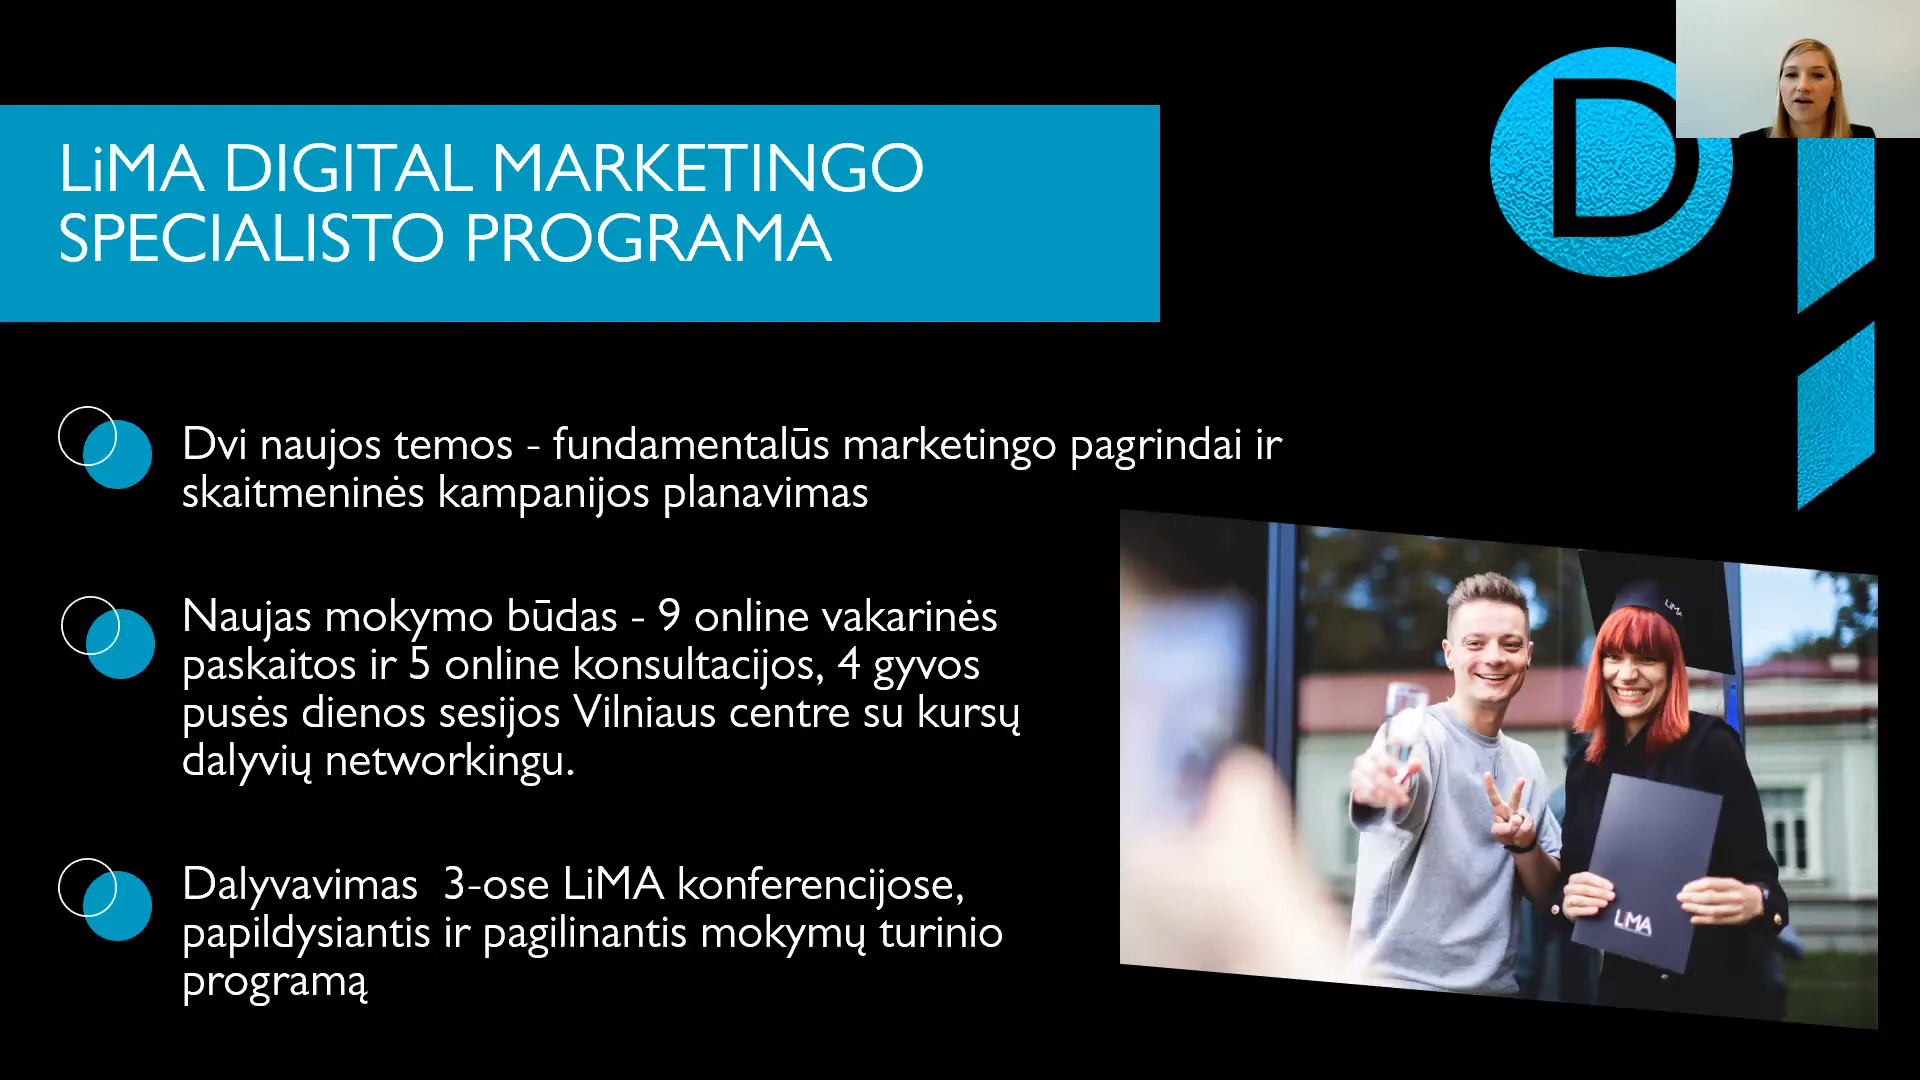 LiMA DIGITAL MARKETINGO
SPECIALISTO PROGRAMA
D
Dvi naujos temos - fundamentalūs marketingo pagrindai ir
skaitmeninės kampanijos planavimas
Naujas mokymo būdas - 9 online vakarinės
paskaitos ir 5 online konsultacijos, 4 gyvos
pusės dienos sesijos Vilniaus centre su kursų
dalyvių networkingu.
Dalyvavimas  3-ose LiMA konferencijose,
papildysiantis ir pagilinantis mokymų turinio
programą
LiMA
LiMA